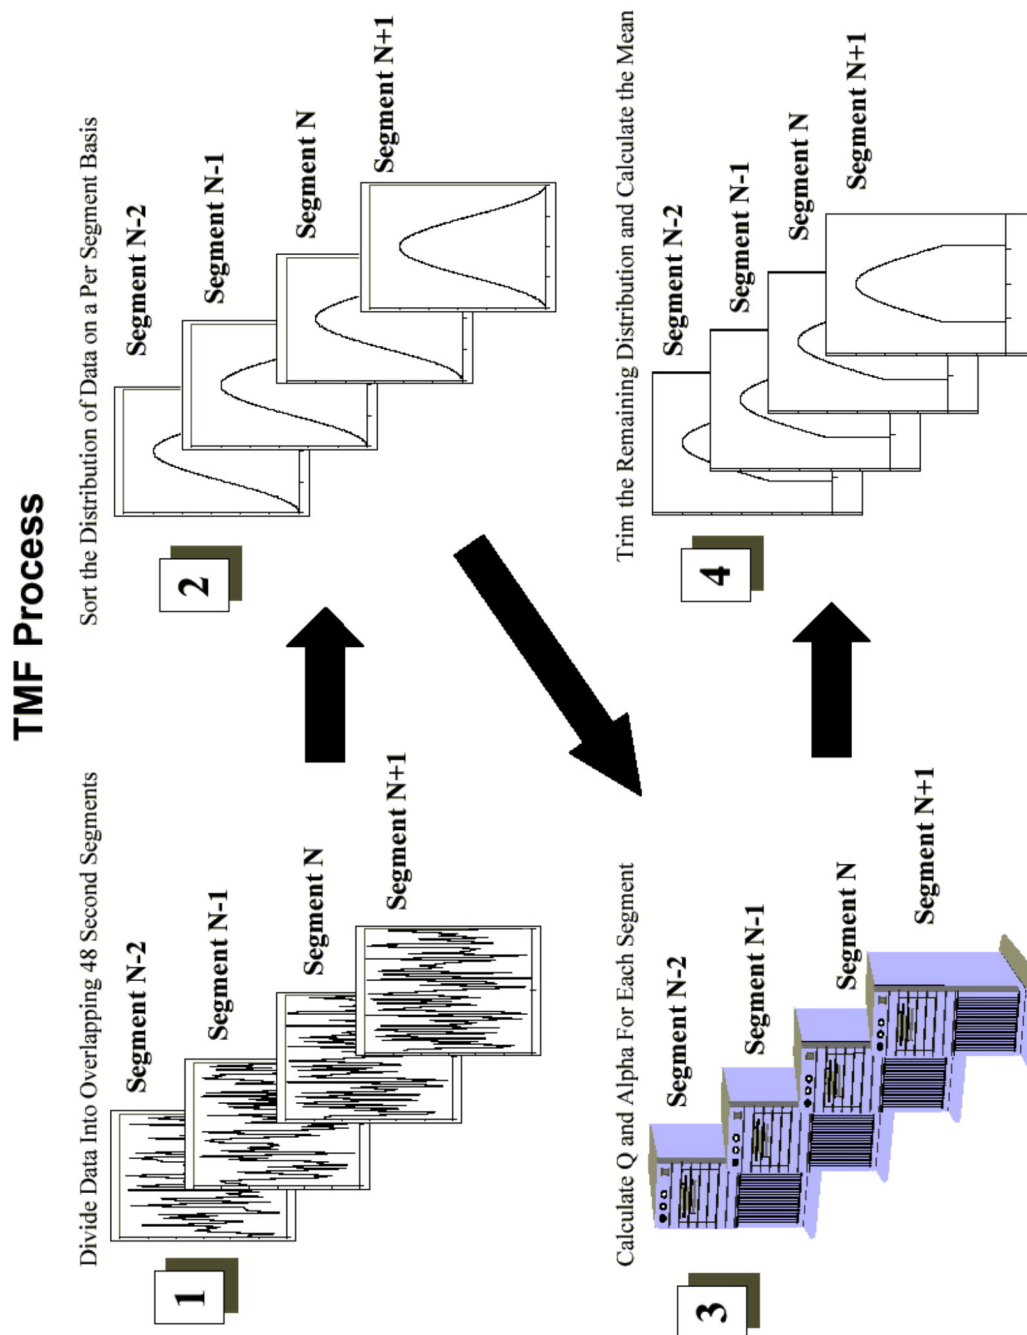 TMF Process
1
Divide Data Into Overlapping 48 Second Segments
Segment N-2
Segment N-1
Segment N
Segment N+1
2
Sort the Distribution of Data on a Per Segment Basis
Segment N-2
Segment N-1
Segment N
Segment N+1
3
Calculate Q and Alpha For Each Segment
Segment N-2
Segment N-1
Segment N
Segment N+1
4
Trim the Remaining Distribution and Calculate the Mean
Segment N-2
Segment N-1
Segment N
Segment N+1